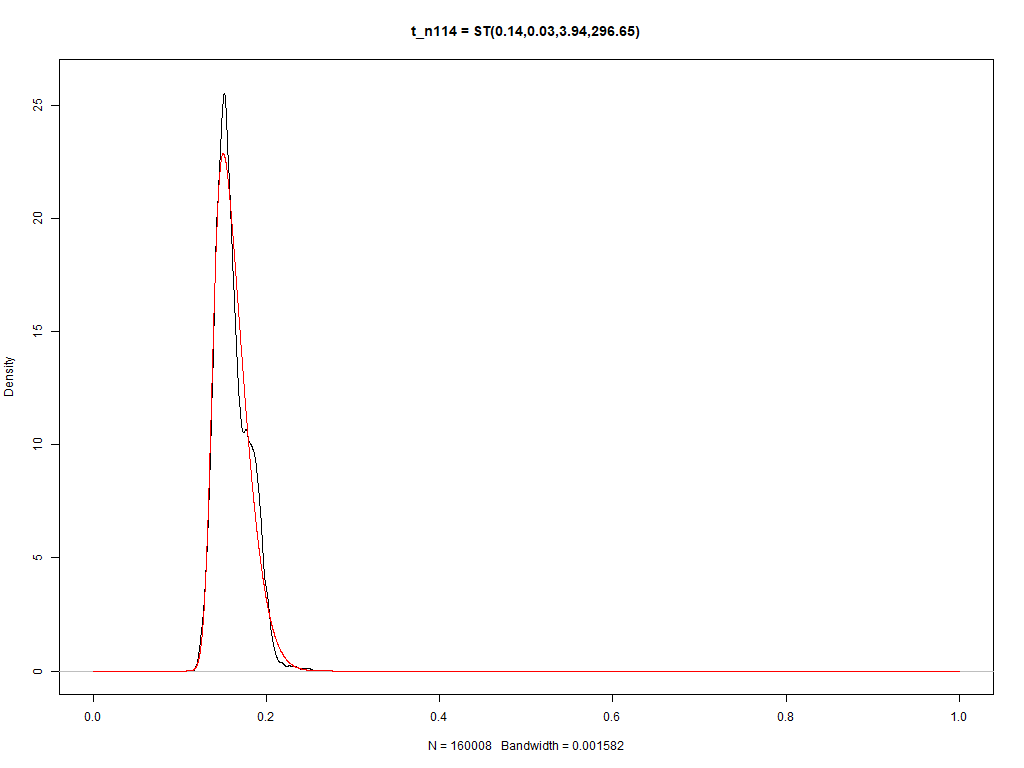 t_n114 = ST(0.14,0.03,3.94,296.65)
Density
25
20
15
10
5
0
0.0 0.2 0.4 0.6 0.8 1.0
N = 160008 Bandwidth = 0.001582